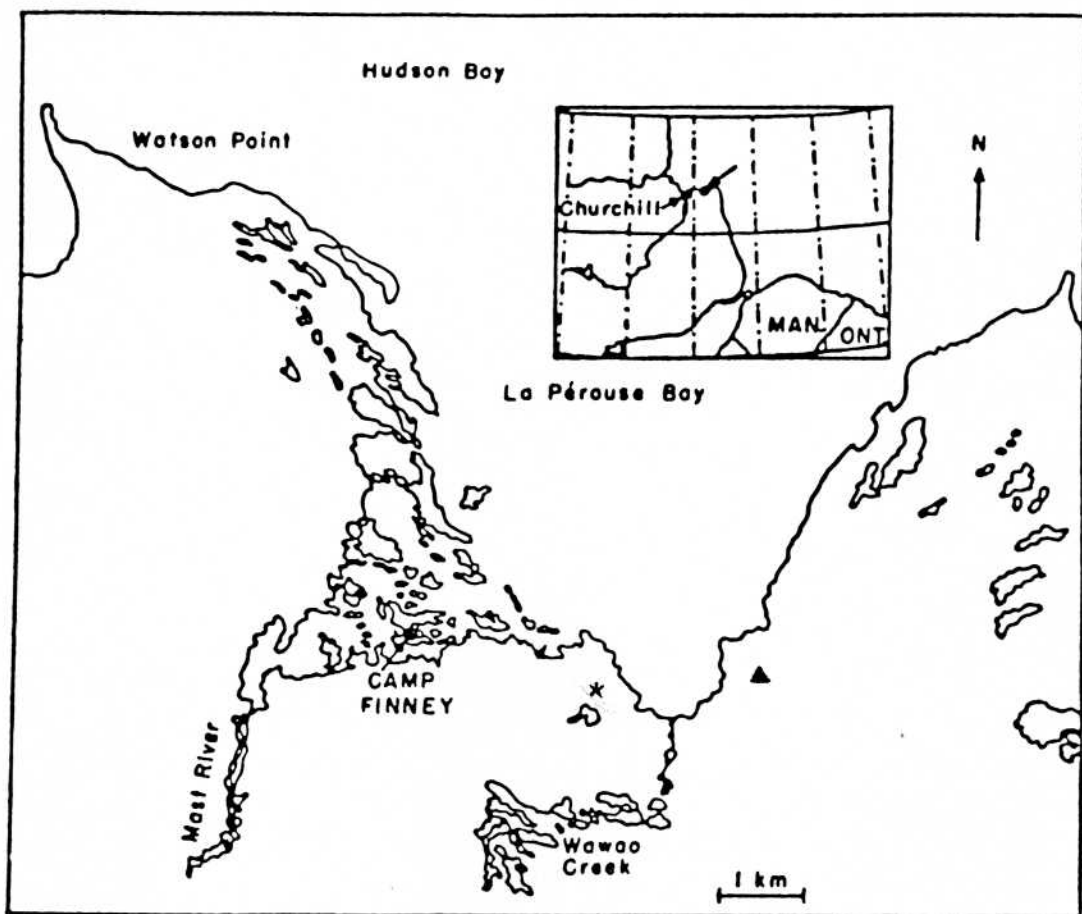 Hudson Bay
Watson Point
N
Churchill
MAN.
ONT
La Pérouse Bay
CAMP
FINNEY
*
Mast River
Wawao
Creek
1 km